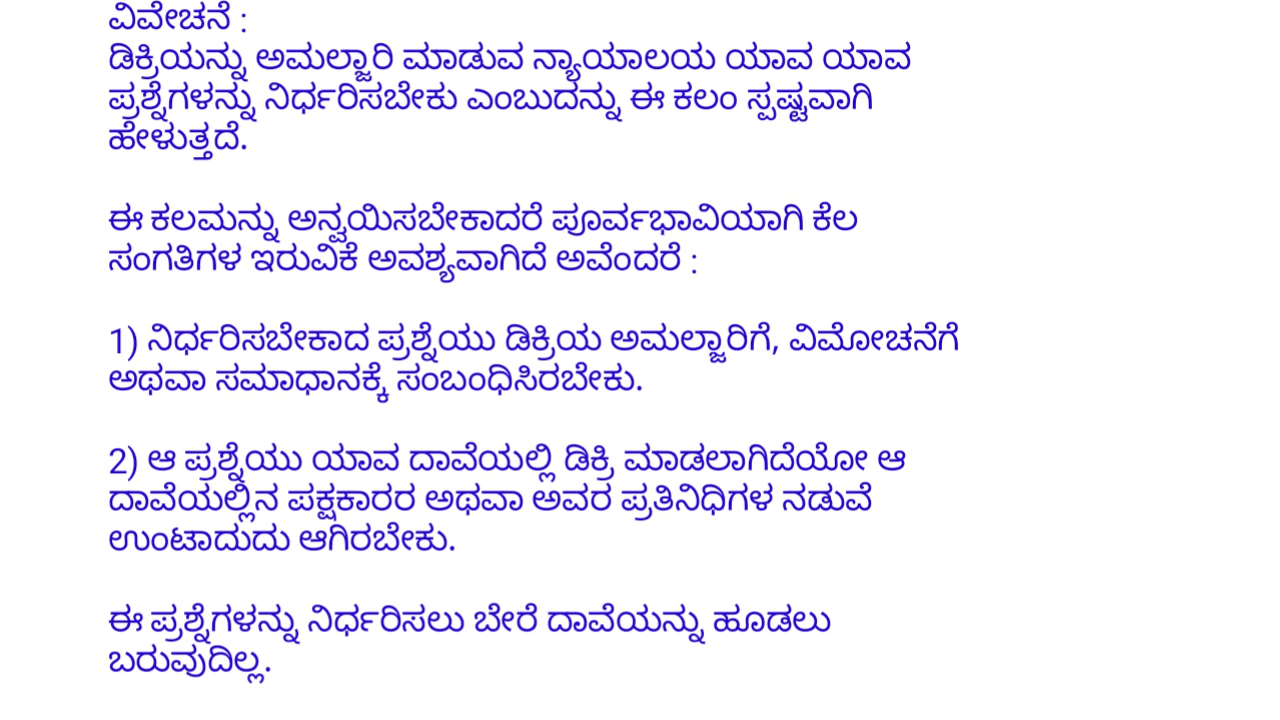 ವಿವೇಚನೆ :
ಡಿಕ್ರಿಯನ್ನು ಅಮಲ್ಜಾರಿ ಮಾಡುವ ನ್ಯಾಯಾಲಯ ಯಾವ ಯಾವ
ಪ್ರಶ್ನೆಗಳನ್ನು ನಿರ್ಧರಿಸಬೇಕು ಎಂಬುದನ್ನು ಈ ಕಲಂ ಸ್ಪಷ್ಟವಾಗಿ
ಹೇಳುತ್ತದೆ.
ಈ ಕಲಮನ್ನು ಅನ್ವಯಿಸಬೇಕಾದರೆ ಪೂರ್ವಭಾವಿಯಾಗಿ ಕೆಲ
ಸಂಗತಿಗಳ ಇರುವಿಕೆ ಅವಶ್ಯವಾಗಿದೆ ಅವೆಂದರೆ :
1) ನಿರ್ಧರಿಸಬೇಕಾದ ಪ್ರಶ್ನೆಯು ಡಿಕ್ರಿಯ ಅಮಲ್ಜಾರಿಗೆ, ವಿಮೋಚನೆಗೆ
ಅಥವಾ ಸಮಾಧಾನಕ್ಕೆ ಸಂಬಂಧಿಸಿರಬೇಕು.
2) ಆ ಪ್ರಶ್ನೆಯು ಯಾವ ದಾವೆಯಲ್ಲಿ ಡಿಕ್ರಿ ಮಾಡಲಾಗಿದೆಯೋ ಆ
ದಾವೆಯಲ್ಲಿನ ಪಕ್ಷಕಾರರ ಅಥವಾ ಅವರ ಪ್ರತಿನಿಧಿಗಳ ನಡುವೆ
ಉಂಟಾದುದು ಆಗಿರಬೇಕು.
ಈ ಪ್ರಶ್ನೆಗಳನ್ನು ನಿರ್ಧರಿಸಲು ಬೇರೆ ದಾವೆಯನ್ನು ಹೂಡಲು
ಬರುವುದಿಲ್ಲ.